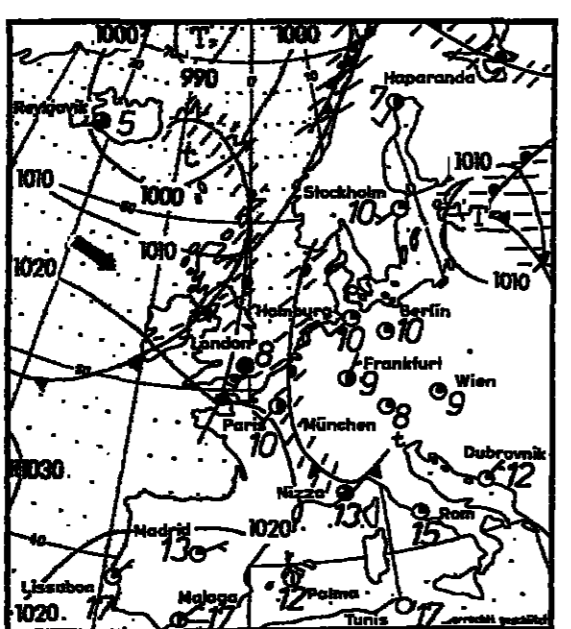 1000 T 1000
990
Haparanda
7
Reykjavik 5
1010
t
1010
1000
Stockholm
10
T
1010
1020
1010
Hamburg Berlin
10 10
London
8
Frankfurt
9
Wien
9
8
Paris München
10
t
Dubrovnik
12
1030
Nizza
13
Rom
15
1020
Madrid
13
Lissabon
17
Palma
12
Malaga
17
1020
Tunis 17